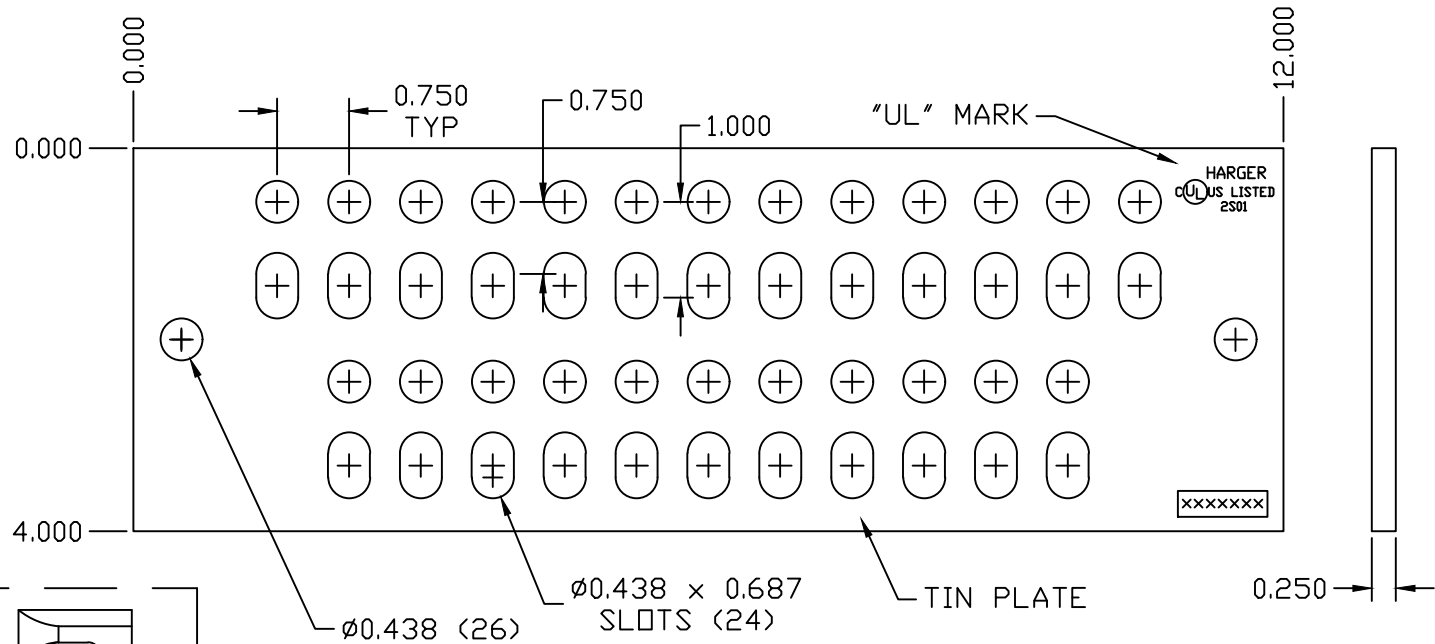 0.000
12.000
0.750
TYP
0.750
1.000
"UL" MARK
0.000
HARGER
C UL US LISTED
2S01
4.000
XXXXXXX
Ø0.438 x 0.687
SLOTS (24)
TIN PLATE
0.250
Ø0.438 (26)